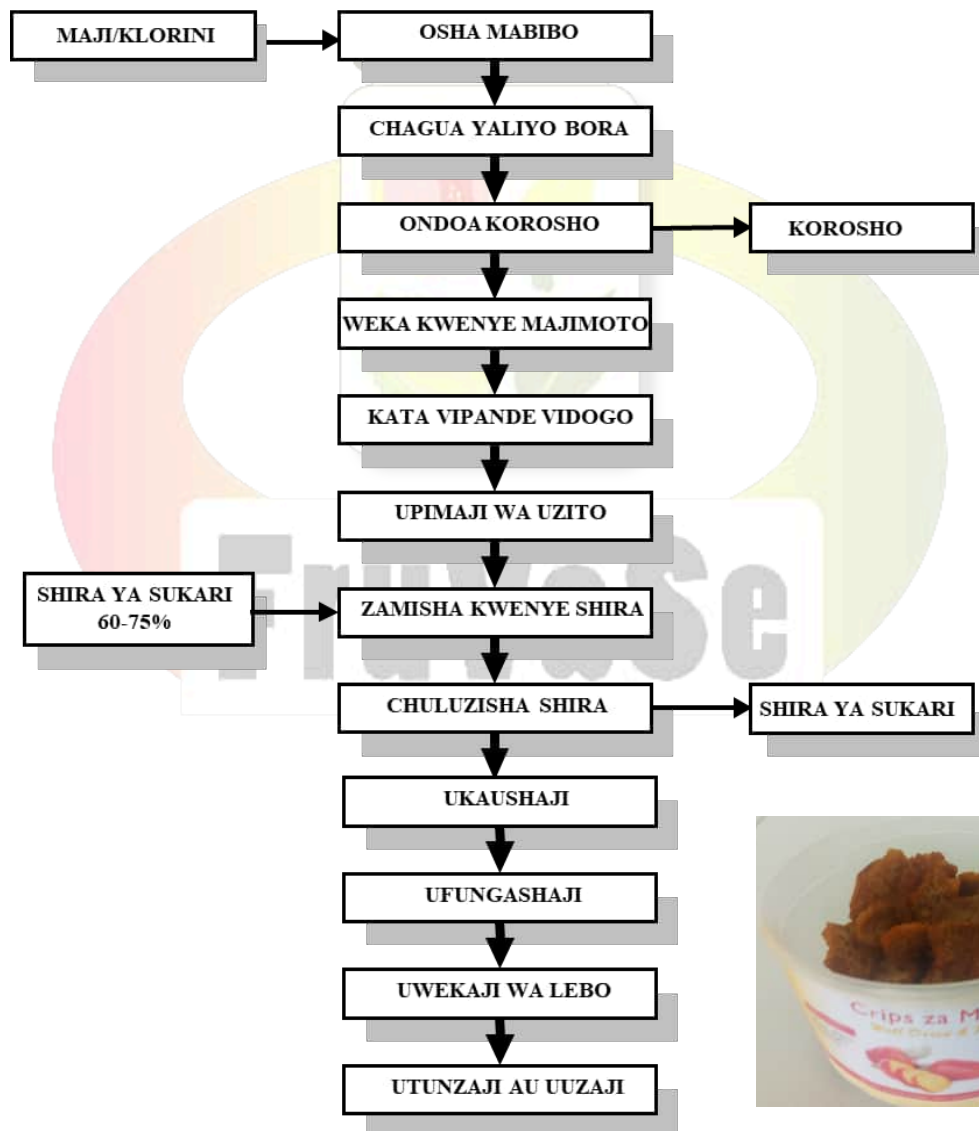 MAJI/KLORINI
OSHA MABIBO
CHAGUA YALIYO BORA
ONDOA KOROSHO
KOROSHO
WEKA KWENYE MAJIMOTO
KATA VIPANDE VIDOGO
UPIMAJI WA UZITO
FruVaSe
SHIRA YA SUKARI
60-75%
ZAMISHA KWENYE SHIRA
CHULUZISHA SHIRA
SHIRA YA SUKARI
UKAUSHAJI
UFUNGASHAJI
UWEKAJI WA LEBO
UTUNZAJI AU UUZAJI
Crips za M